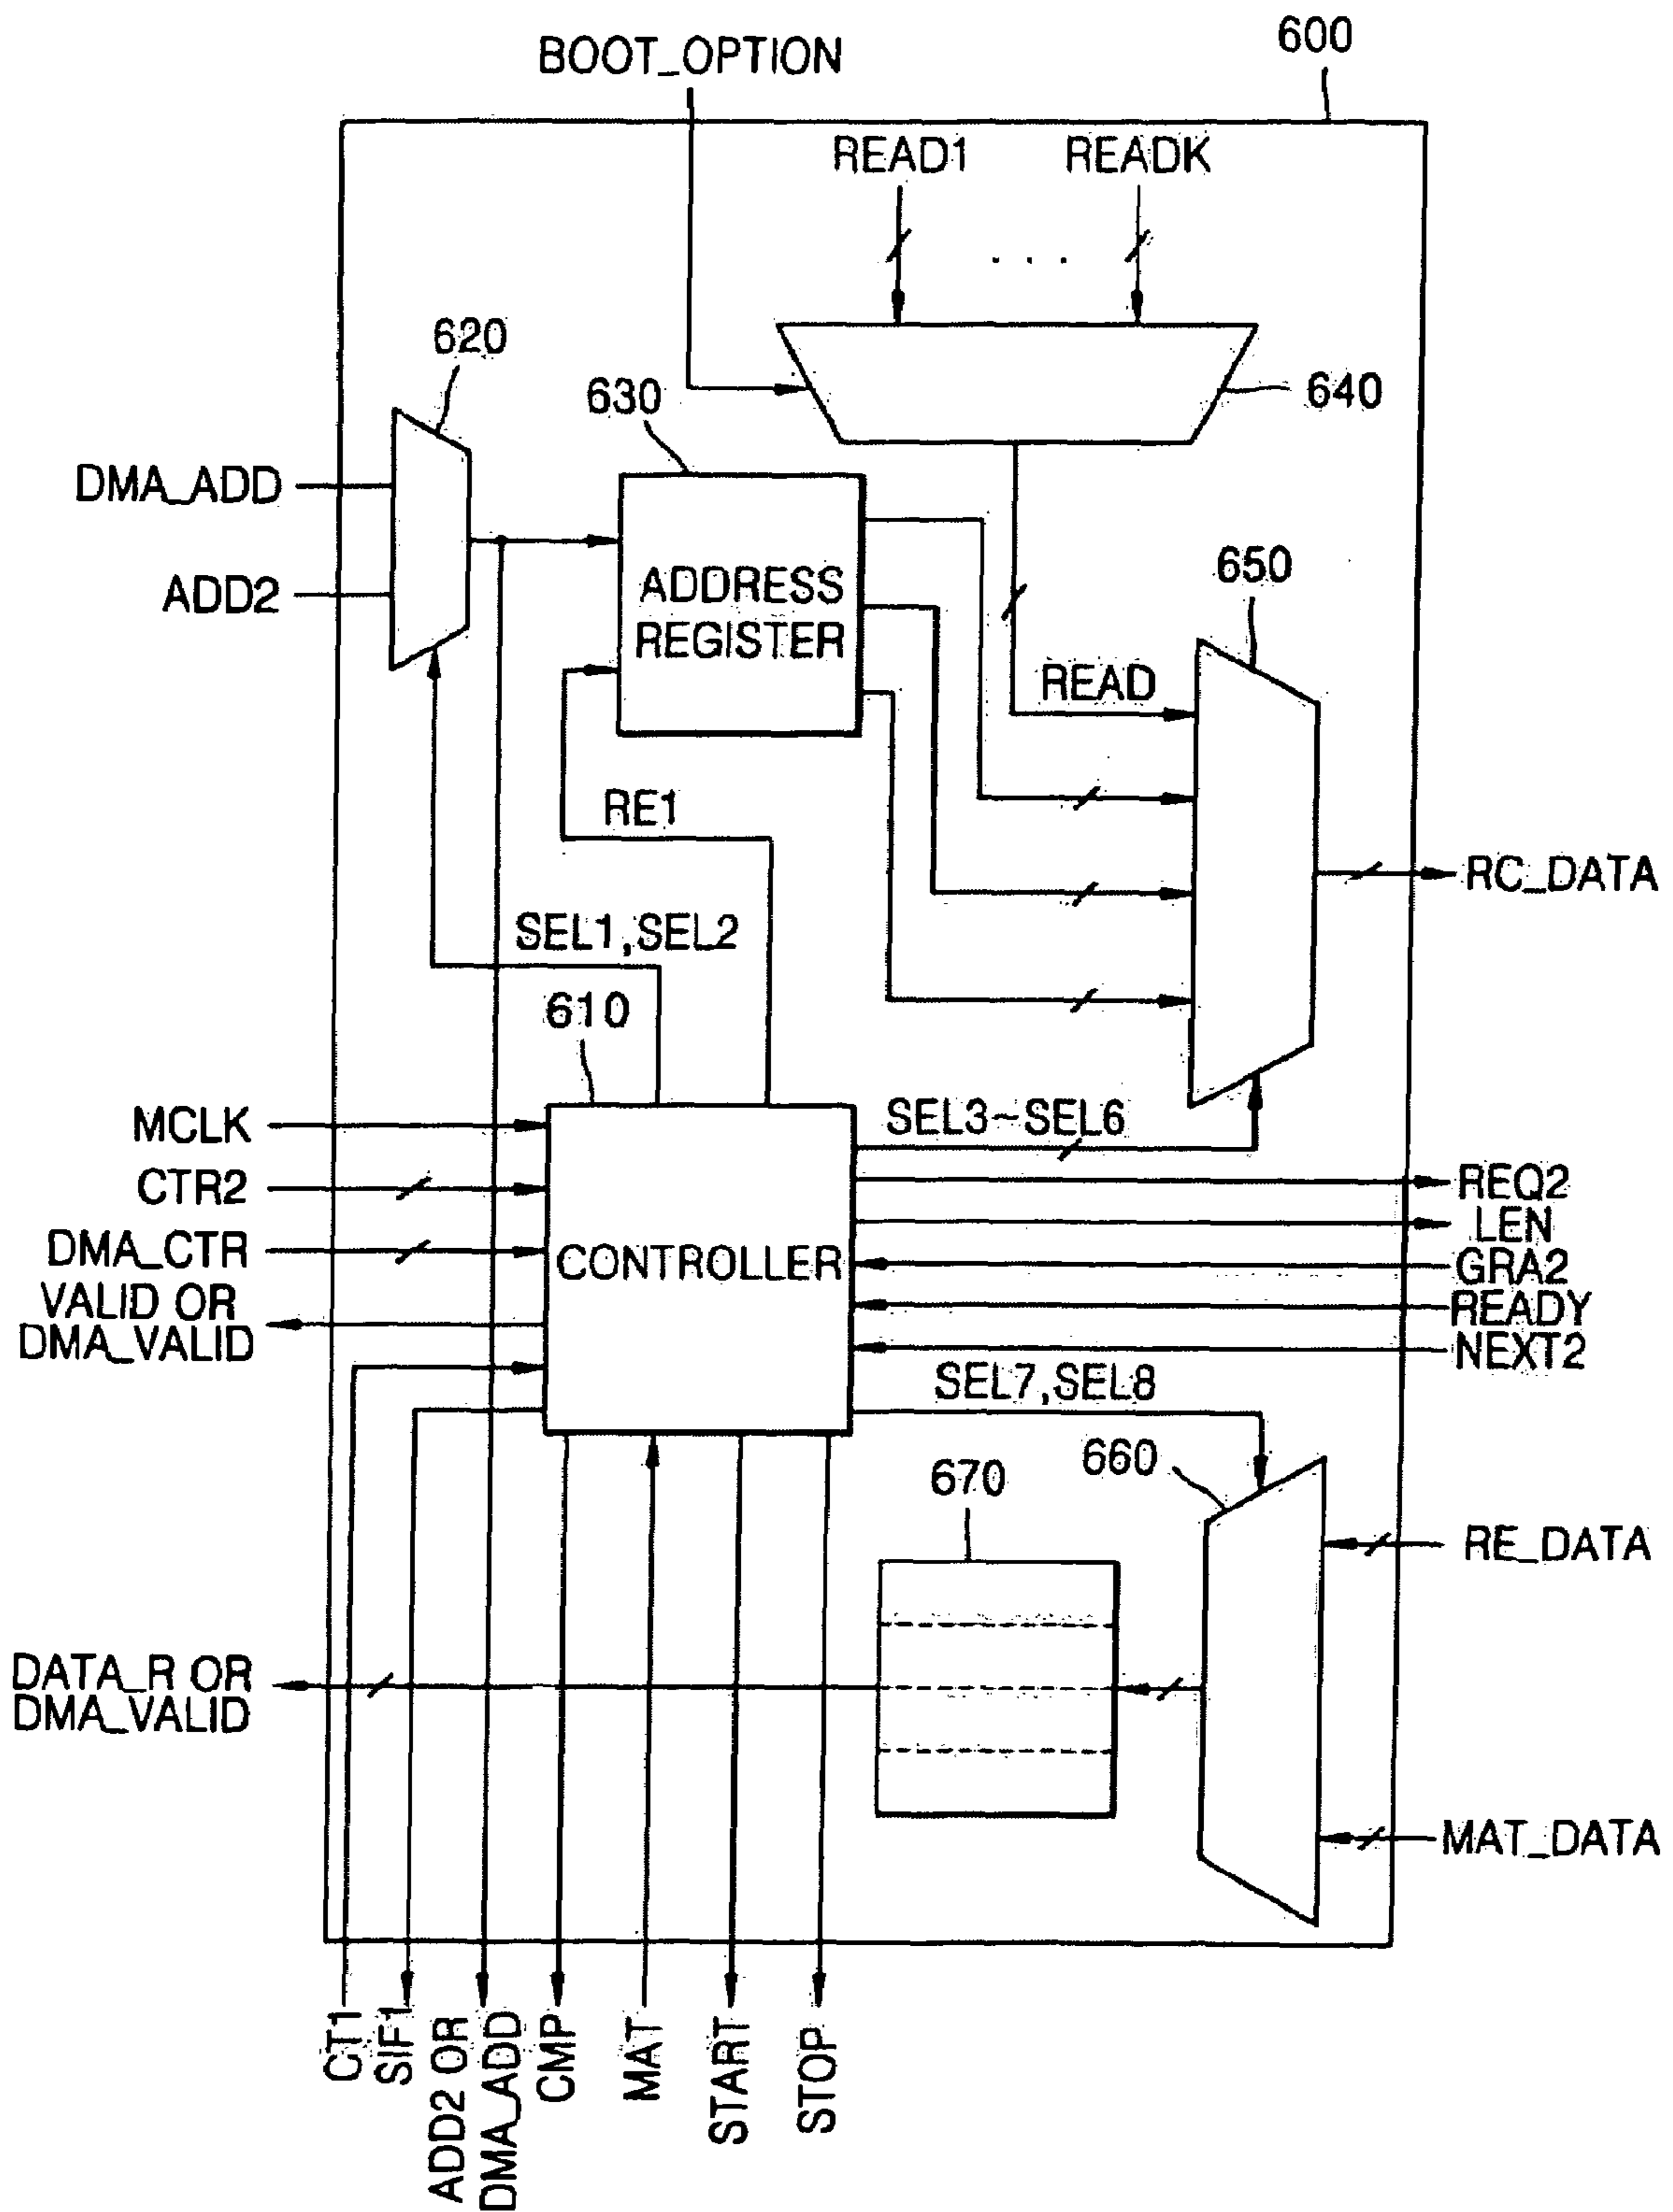 600
BOOT_OPTION
READ1
READK
. . .
620
630
640
DMA_ADD
ADD2
ADDRESS
REGISTER
650
READ
RE1
RC_DATA
SEL1,SEL2
610
MCLK
CTR2
DMA_CTR
VALID OR
DMA_VALID
CONTROLLER
SEL3~SEL6
REQ2
LEN
GRA2
READY
NEXT2
SEL7,SEL8
660
670
RE_DATA
DATA_R OR
DMA_VALID
MAT_DATA
CT1
SIF1
ADD2 OR
DMA_ADD
CMP
MAT
START
STOP